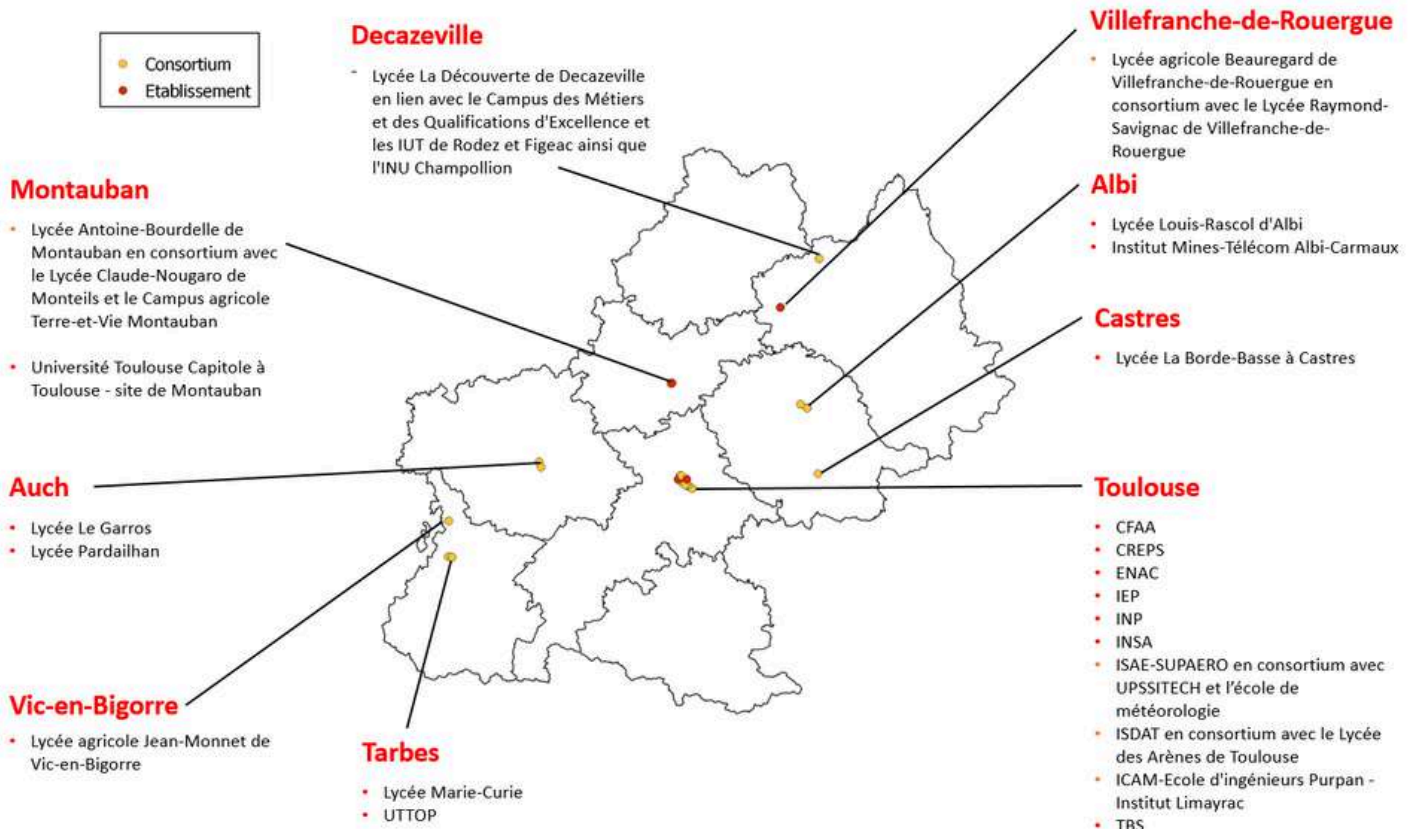 Consortium
Etablissement
Decazeville
- Lycée La Découverte de Decazeville
en lien avec le Campus des Métiers
et des Qualifications d'Excellence et
les IUT de Rodez et Figeac ainsi que
l'INU Champollion
Villefranche-de-Rouergue
• Lycée agricole Beauregard de
Villefranche-de-Rouergue en
consortium avec le Lycée Raymond-
Savignac de Villefranche-de-
Rouergue
Montauban
• Lycée Antoine-Bourdelle de
Montauban en consortium avec
le Lycée Claude-Nougaro de
Monteils et le Campus agricole
Terre-et-Vie Montauban
• Université Toulouse Capitole à
Toulouse - site de Montauban
Albi
• Lycée Louis-Rascol d'Albi
• Institut Mines-Télécom Albi-Carmaux
Castres
• Lycée La Borde-Basse à Castres
Auch
• Lycée Le Garros
• Lycée Pardailhan
Toulouse
• CFAA
• CREPS
• ENAC
• IEP
• INP
• INSA
• ISAE-SUPAERO en consortium avec
UPSSITECH et l'école de
météorologie
• ISDAT en consortium avec le Lycée
des Arènes de Toulouse
• ICAM-Ecole d'ingénieurs Purpan -
Institut Limayrac
• TBS
Vic-en-Bigorre
• Lycée agricole Jean-Monnet de
Vic-en-Bigorre
Tarbes
• Lycée Marie-Curie
• UTTOP